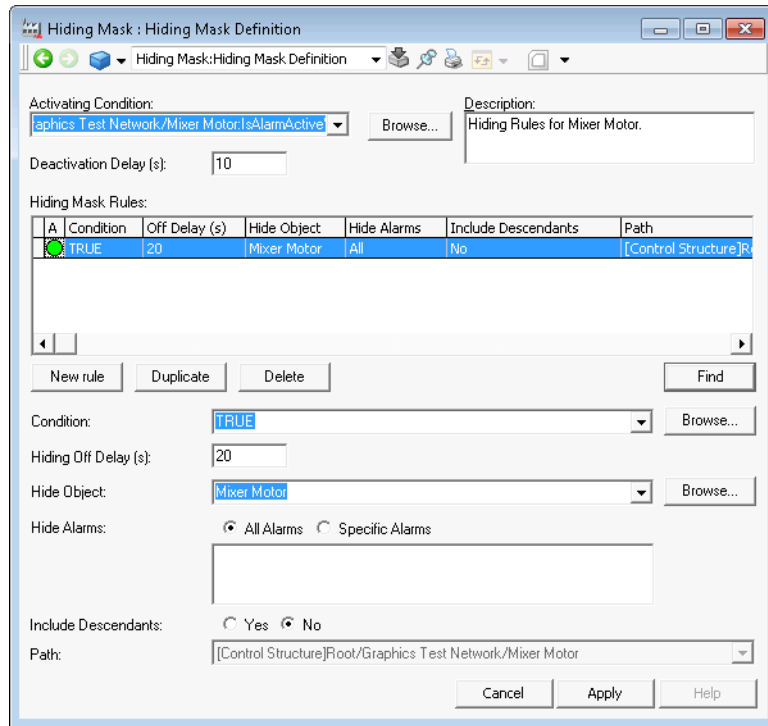 Hiding Mask : Hiding Mask Definition
Hiding Mask:Hiding Mask Definition
Activating Condition:
Description:
raphics Test Network/Mixer Motor:IsAlarmActive
Browse...
Hiding Rules for Mixer Motor.
Deactivation Delay (s):
10
Hiding Mask Rules:
A Condition Off Delay (s) Hide Object Hide Alarms Include Descendants Path
TRUE 20 Mixer Motor All No [Control Structure]R
New rule Duplicate Delete Find
Condition: TRUE Browse...
Hiding Off Delay (s): 20
Hide Object: Mixer Motor Browse...
Hide Alarms: All Alarms Specific Alarms
Include Descendants: Yes No
Path: [Control Structure]Root/Graphics Test Network/Mixer Motor
Cancel Apply Help